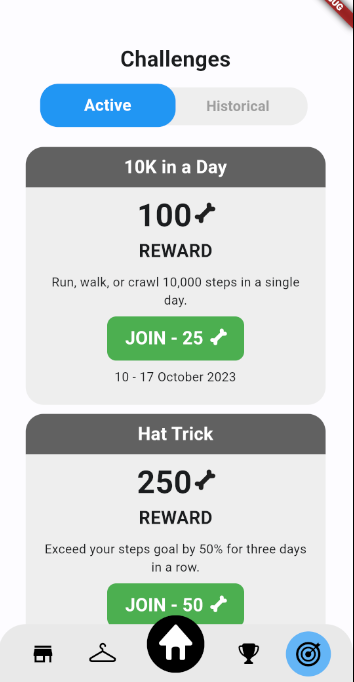 Challenges
Active
Historical
10K in a Day
100
REWARD
Run, walk, or crawl 10,000 steps in a single
day.
JOIN - 25
10 - 17 October 2023
Hat Trick
250
REWARD
Exceed your steps goal by 50% for three days
in a row.
JOIN - 50